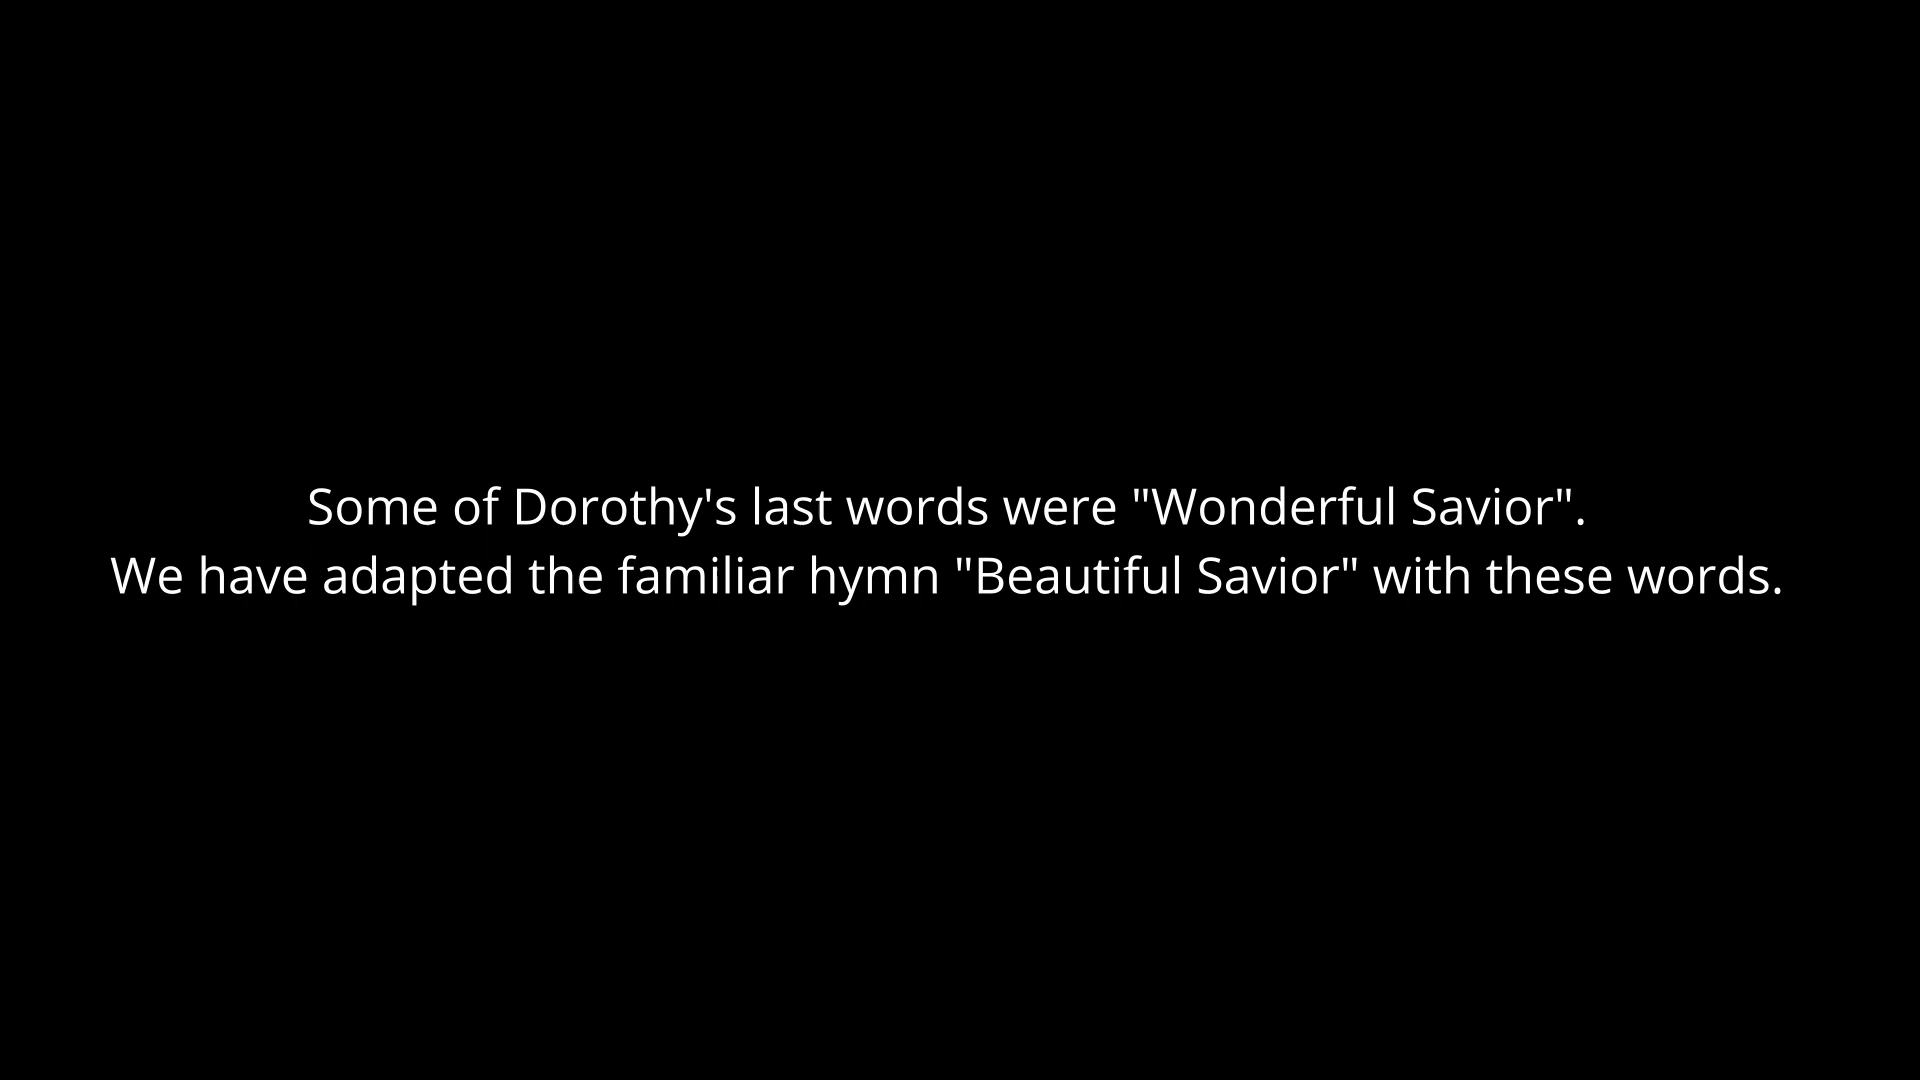 Some of Dorothy's last words were "Wonderful Savior".
We have adapted the familiar hymn "Beautiful Savior" with these words.